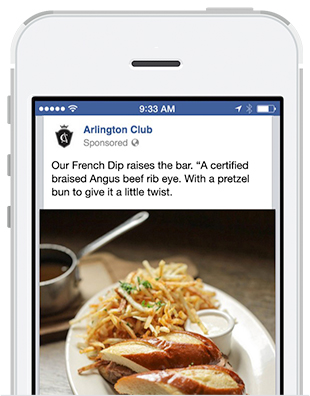 9:33 AM
Arlington Club
Sponsored
Our French Dip raises the bar. “A certified
braised Angus beef rib eye. With a pretzel
bun to give it a little twist.